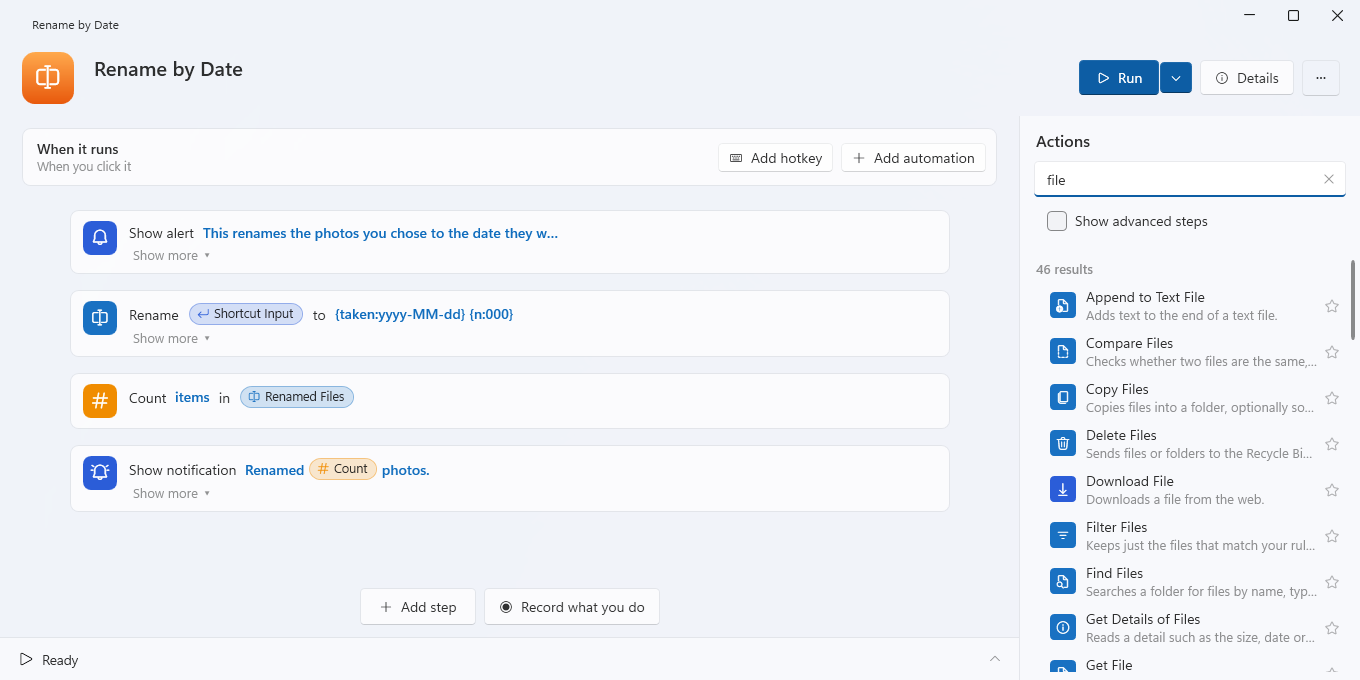 Rename by Date
Rename by Date
Run
Details
When it runs
When you click it
Add hotkey
Add automation
Show alert This renames the photos you chose to the date they w...
Show more
Rename Shortcut Input to {taken:yyyy-MM-dd} {n:000}
Show more
Count items in Renamed Files
Show notification Renamed Count photos.
Show more
Add step
Record what you do
Ready
Actions
file
Show advanced steps
46 results
Append to Text File
Adds text to the end of a text file.
Compare Files
Checks whether two files are the same,...
Copy Files
Copies files into a folder, optionally so...
Delete Files
Sends files or folders to the Recycle Bi...
Download File
Downloads a file from the web.
Filter Files
Keeps just the files that match your rul...
Find Files
Searches a folder for files by name, typ...
Get Details of Files
Reads a detail such as the size, date or...
Get File